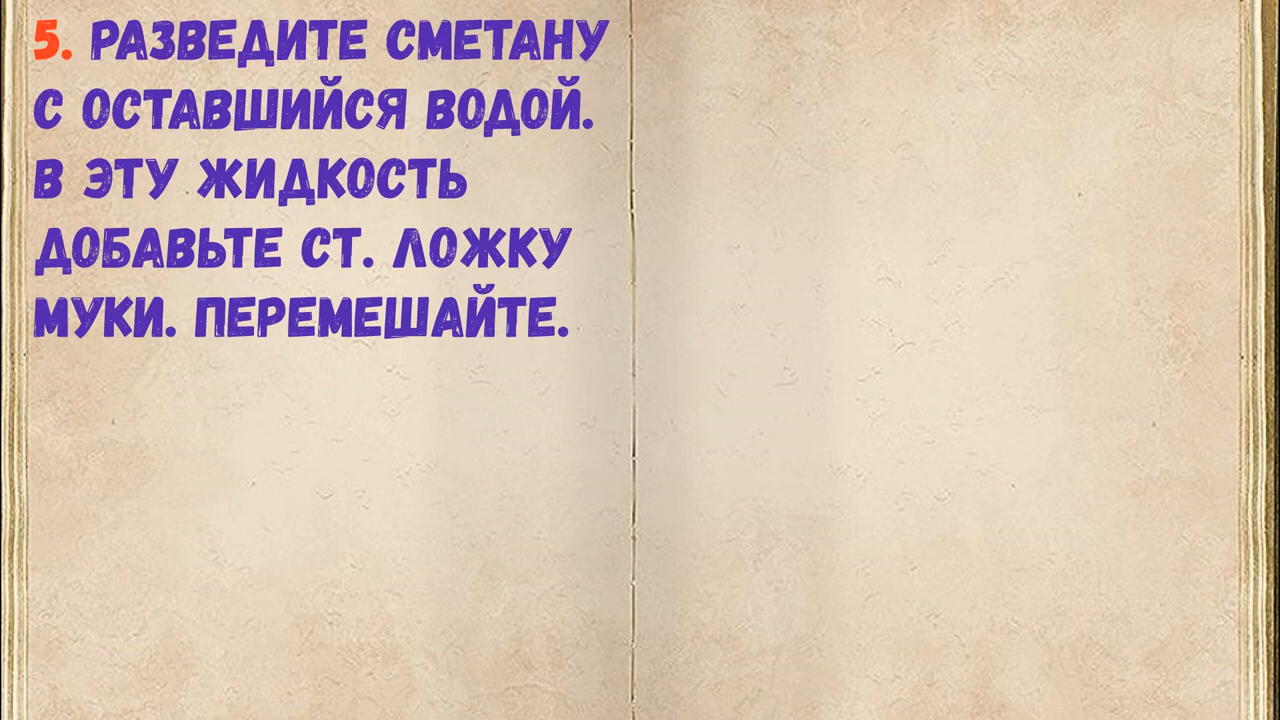 5. РАЗВЕДИТЕ СМЕТАНУ
С ОСТАВШИЙСЯ ВОДОЙ.
В ЭТУ ЖИДКОСТЬ
ДОБАВЬТЕ СТ. ЛОЖКУ
МУКИ. ПЕРЕМЕШАЙТЕ.